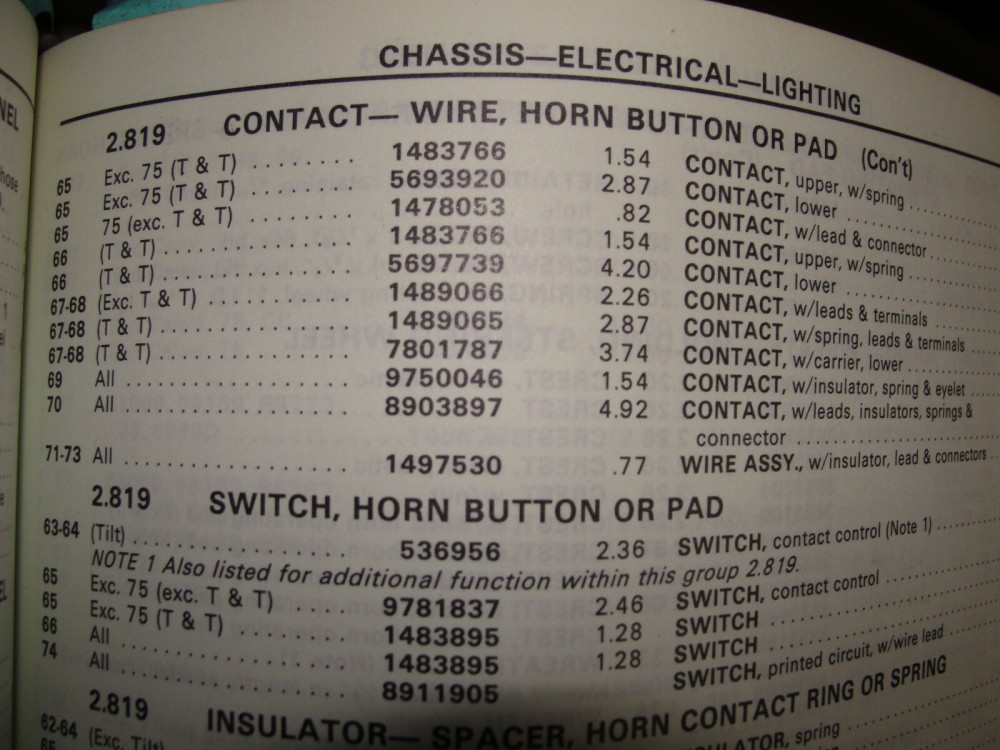 CHASSIS—ELECTRICAL—LIGHTING
2.819 CONTACT— WIRE, HORN BUTTON OR PAD (Con't)
65 Exc. 75 (T & T) ....... 1483766 1.54 CONTACT, upper, w/spring ........
65 Exc. 75 (T & T) ... ....... 5693920 2.87 CONTACT, lower ........
65 75 (exc. T & T) ......... 1478053 .82 CONTACT, w/lead & connector ........
66 (T & T) ........ 1483766 1.54 CONTACT, upper, w/spring ........
66 (T & T) ........ 5697739 4.20 CONTACT, lower ........
67-68 (Exc. T & T) ........ 1489066 2.26 CONTACT, w/leads & terminals ........
67-68 (T & T) ........ 1489065 2.87 CONTACT, w/spring, leads & terminals ..
67-68 (T & T) ........ 7801787 3.74 CONTACT, w/carrier, lower ........
69 All ........ 9750046 1.54 CONTACT, w/insulator, spring & eyelet
70 All ........ 8903897 4.92 CONTACT, w/leads, insulators, springs &
connector ........
71-73 All ........ 1497530 .77 WIRE ASSY., w/insulator, lead & connectors ..
2.819 SWITCH, HORN BUTTON OR PAD
63-64 (Tilt) ........ 536956 2.36 SWITCH, contact control (Note 1) ........
NOTE 1 Also listed for additional function within this group 2.819.
65 Exc. 75 (exc. T & T) 9781837 2.46 SWITCH, contact control ........
65 Exc. 75 (T & T) ........ 1483895 1.28 SWITCH ........
66 All ........ 1483895 1.28 SWITCH ........
74 All ........ 8911905 SWITCH, printed circuit, w/wire lead ......
2.819 INSULATOR— SPACER, HORN CONTACT RING OR SPRING
62-64 (Exc. Tilt)